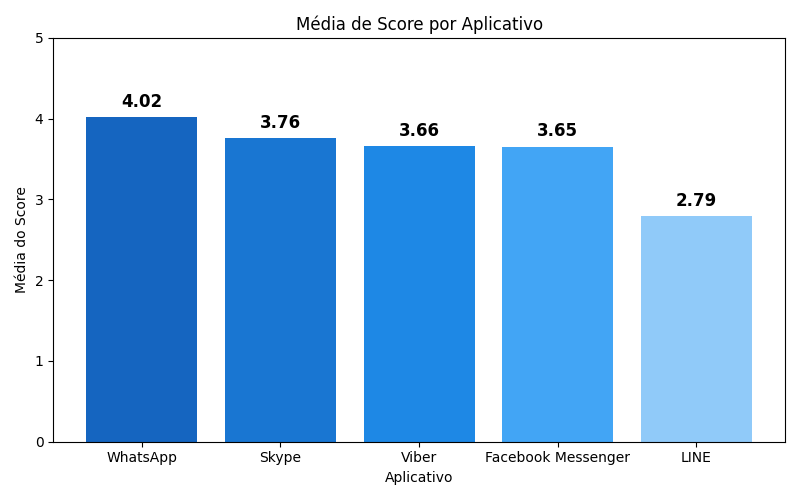 Média de Score por Aplicativo
Média do Score
5
4
3
2
1
0
4.02
3.76
3.66
3.65
2.79
WhatsApp
Skype
Viber
Facebook Messenger
LINE
Aplicativo